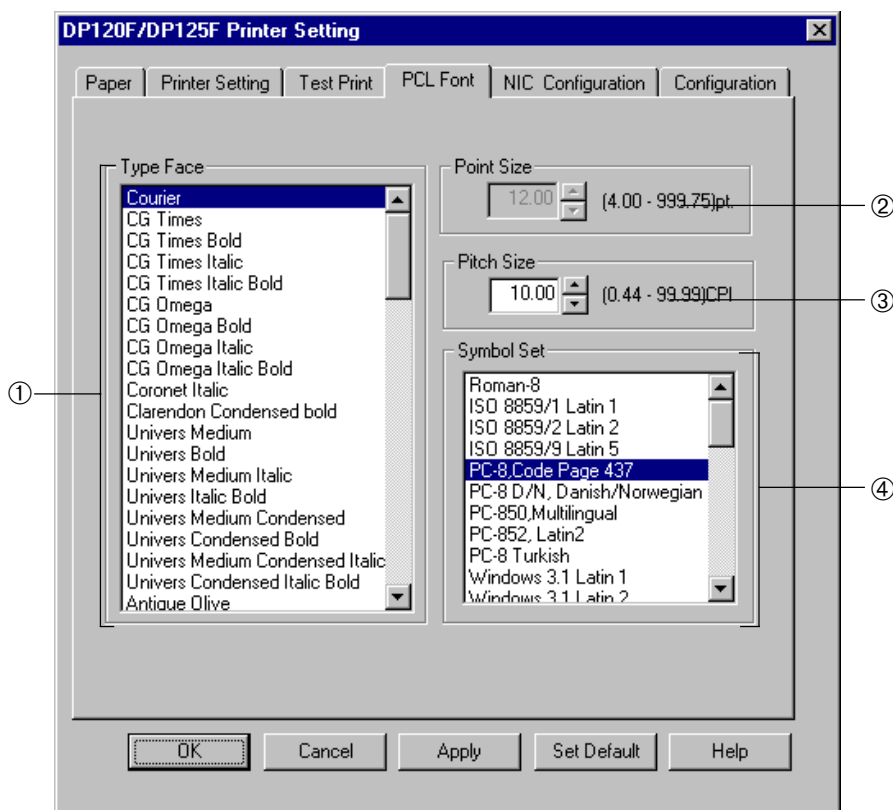 DP120F/DP125F Printer Setting
Paper
Printer Setting
Test Print
PCL Font
NIC Configuration
Configuration
Type Face
Courier
CG Times
CG Times Bold
CG Times Italic
CG Times Italic Bold
CG Omega
CG Omega Bold
CG Omega Italic
CG Omega Italic Bold
Coronet Italic
Clarendon Condensed bold
Univers Medium
Univers Bold
Univers Medium Italic
Univers Italic Bold
Univers Medium Condensed
Univers Condensed Bold
Univers Medium Condensed Italic
Univers Condensed Italic Bold
Antique Olive
①
Point Size
12.00 (4.00 - 999.75)pt.
②
Pitch Size
10.00 (0.44 - 99.99)CPI
③
Symbol Set
Roman-8
ISO 8859/1 Latin 1
ISO 8859/2 Latin 2
ISO 8859/9 Latin 5
PC-8,Code Page 437
PC-8 D/N, Danish/Norwegian
PC-850,Multilingual
PC-852, Latin2
PC-8 Turkish
Windows 3.1 Latin 1
Windows 3.1 Latin 2
④
OK
Cancel
Apply
Set Default
Help